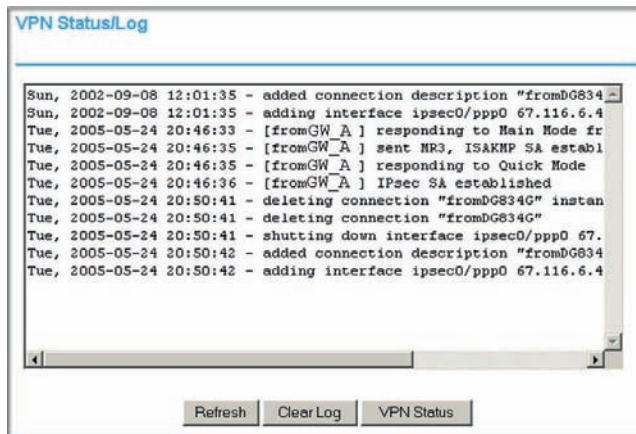 VPN Status/Log
Sun, 2002-09-08 12:01:35 - added connection description "fromDG834
Sun, 2002-09-08 12:01:35 - adding interface ipsec0/ppp0 67.116.6.4
Tue, 2005-05-24 20:46:33 - [fromGW_A ] responding to Main Mode fr
Tue, 2005-05-24 20:46:35 - [fromGW_A ] sent MR3, ISAKMP SA establ
Tue, 2005-05-24 20:46:35 - [fromGW_A ] responding to Quick Mode
Tue, 2005-05-24 20:46:36 - [fromGW_A ] IPsec SA established
Tue, 2005-05-24 20:50:41 - deleting connection "fromDG834G" instan
Tue, 2005-05-24 20:50:41 - deleting connection "fromDG834G"
Tue, 2005-05-24 20:50:41 - shutting down interface ipsec0/ppp0 67.
Tue, 2005-05-24 20:50:42 - added connection description "fromDG834
Tue, 2005-05-24 20:50:42 - adding interface ipsec0/ppp0 67.116.6.4
Refresh Clear Log VPN Status